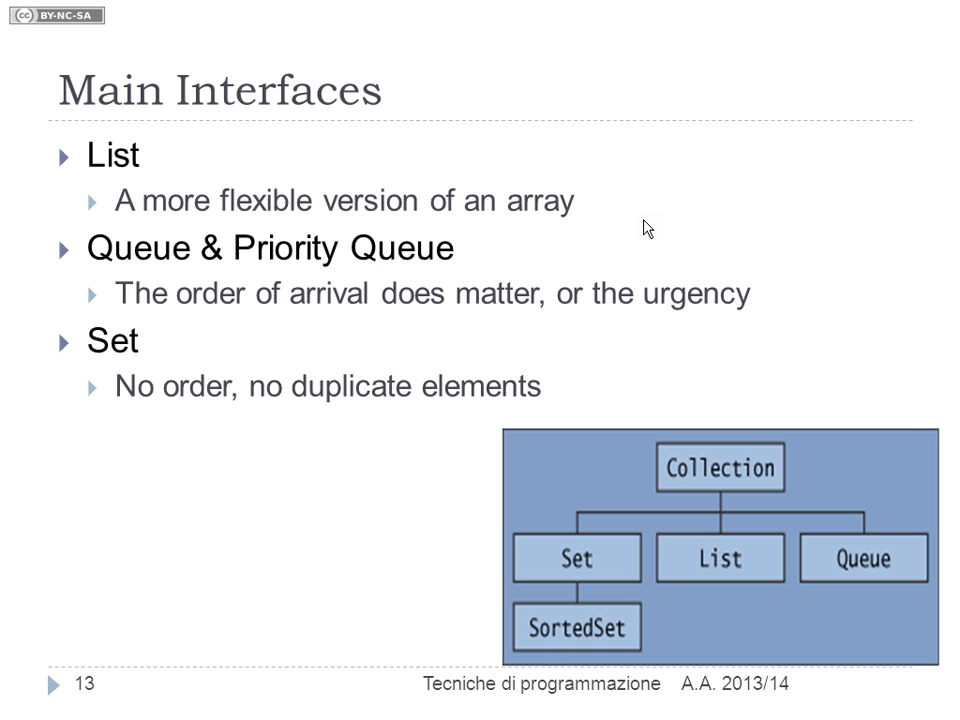 BY-NC-SA
Main Interfaces
List
A more flexible version of an array
Queue & Priority Queue
The order of arrival does matter, or the urgency
Set
No order, no duplicate elements
Collection
Set List Queue
SortedSet
13 Tecniche di programmazione A.A. 2013/14